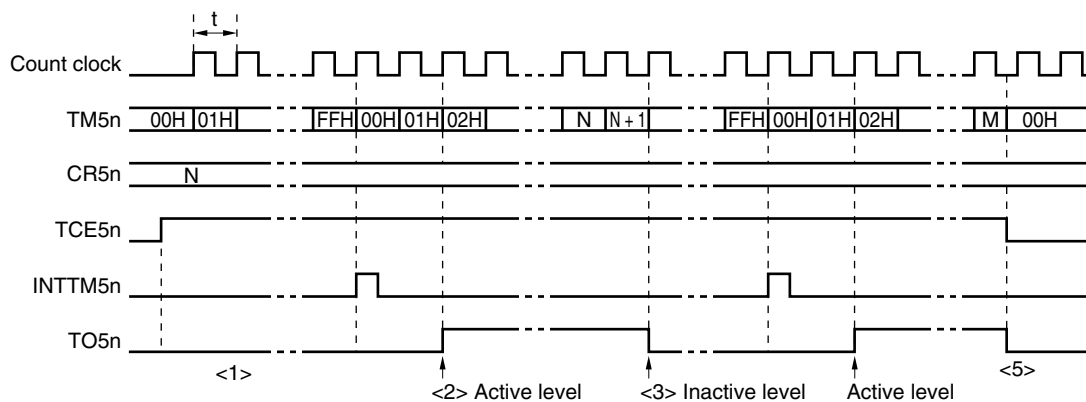 t
Count clock
TM5n 00H 01H FFH 00H 01H 02H N N + 1 FFH 00H 01H 02H M 00H
CR5n N
TCE5n
INTTM5n
TO5n
<1> <2> Active level <3> Inactive level Active level <5>